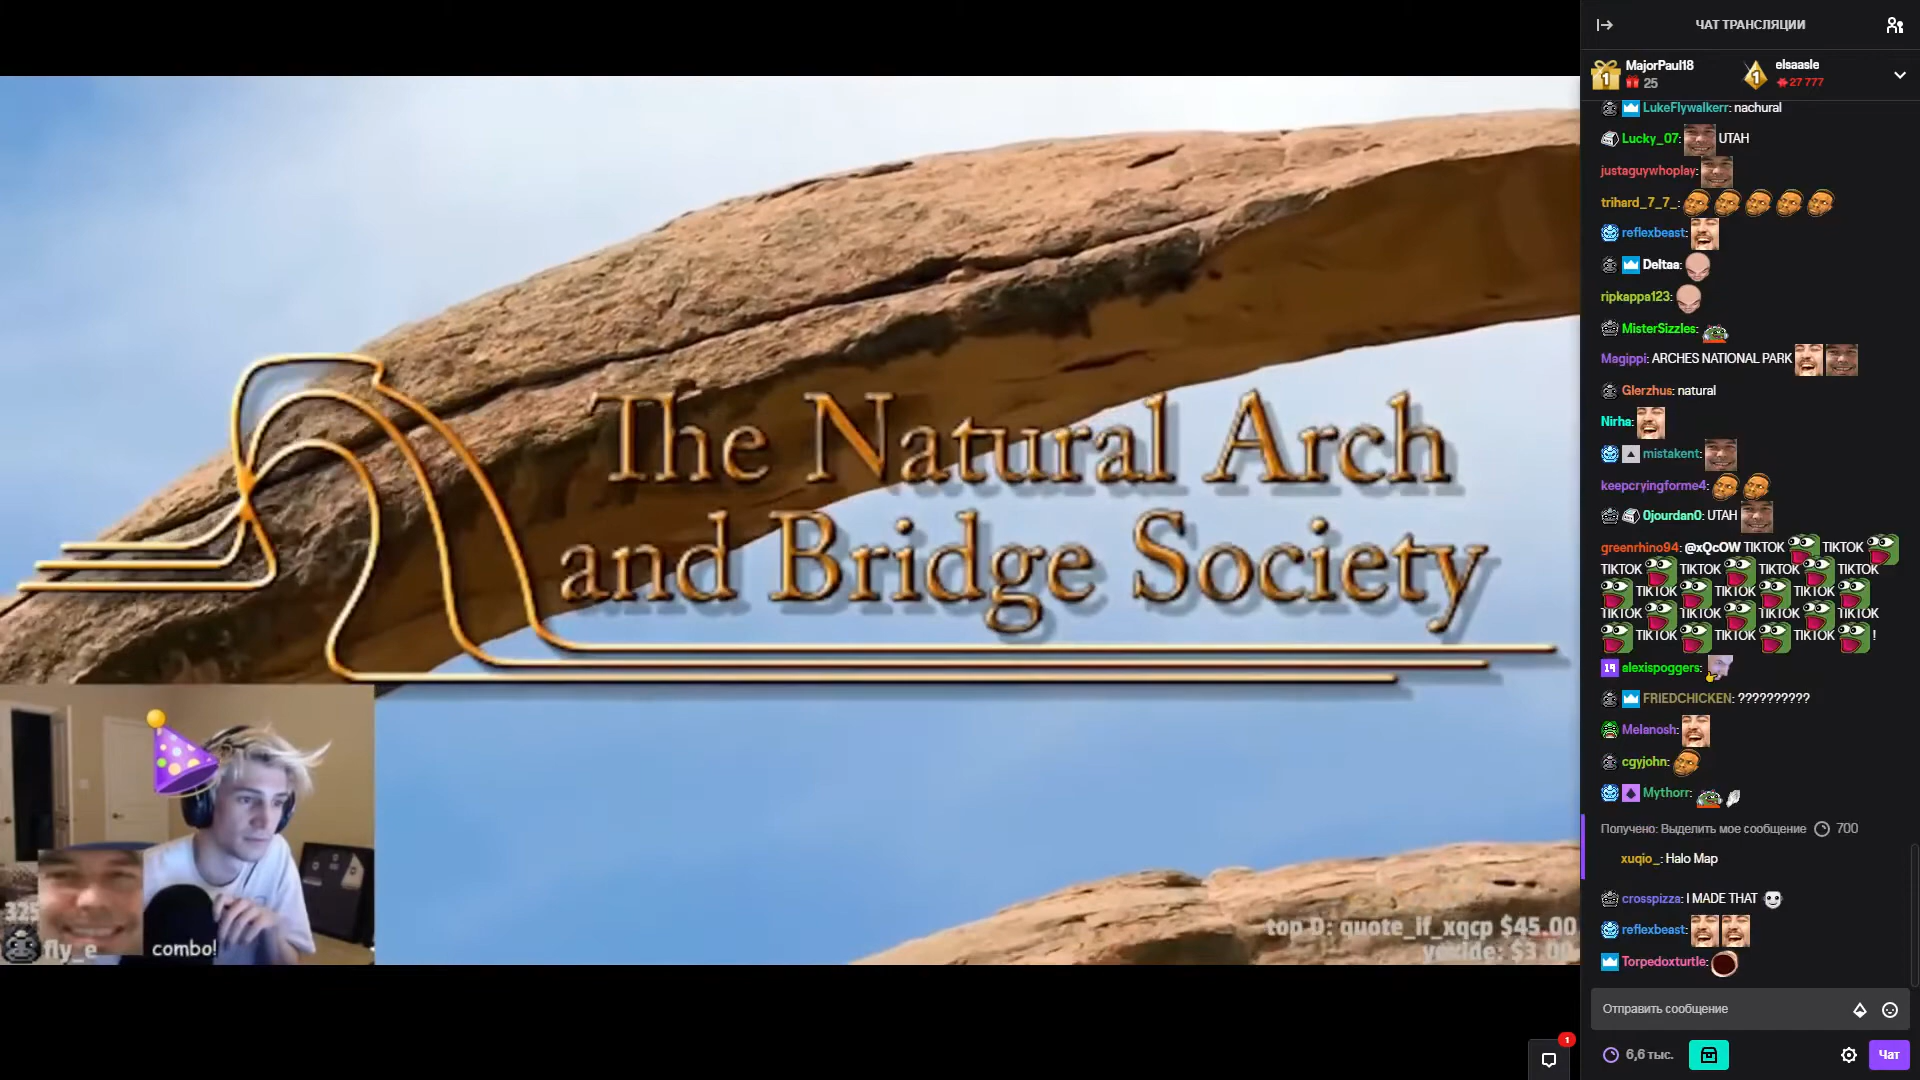 The Natural Arch
and Bridge Society
fly_e
combo!
top D: quote_if_xqcp $45.00
ЧАТ ТРАНСЛЯЦИИ
MajorPaul18
25
elsaasle
27 777
LukeFlywalkerr: nachural
Lucky_07: UTAH
justaguywhoplay:
trihard_7_7_:
reflexbeast:
Deltaa:
ripkappa123:
MisterSizzles:
Magippi: ARCHES NATIONAL PARK
Glerzhus: natural
Nirha:
mistakent:
keepcryingforme4:
0jourdan0: UTAH
greenrhino94: @xQcOW TIKTOK TIKTOK
TIKTOK TIKTOK TIKTOK TIKTOK
TIKTOK TIKTOK TIKTOK
TIKTOK TIKTOK TIKTOK TIKTOK
TIKTOK TIKTOK TIKTOK !
alexispoggers:
FRIEDCHICKEN: ??????????
Melanosh:
cgyjohn:
Mythorr:
Получено: Выделить мое сообщение 700
xuqio_: Halo Map
crosspizza: I MADE THAT
reflexbeast:
Torpedoxturtle:
Отправить сообщение
1
6,6 тыс.
Чат